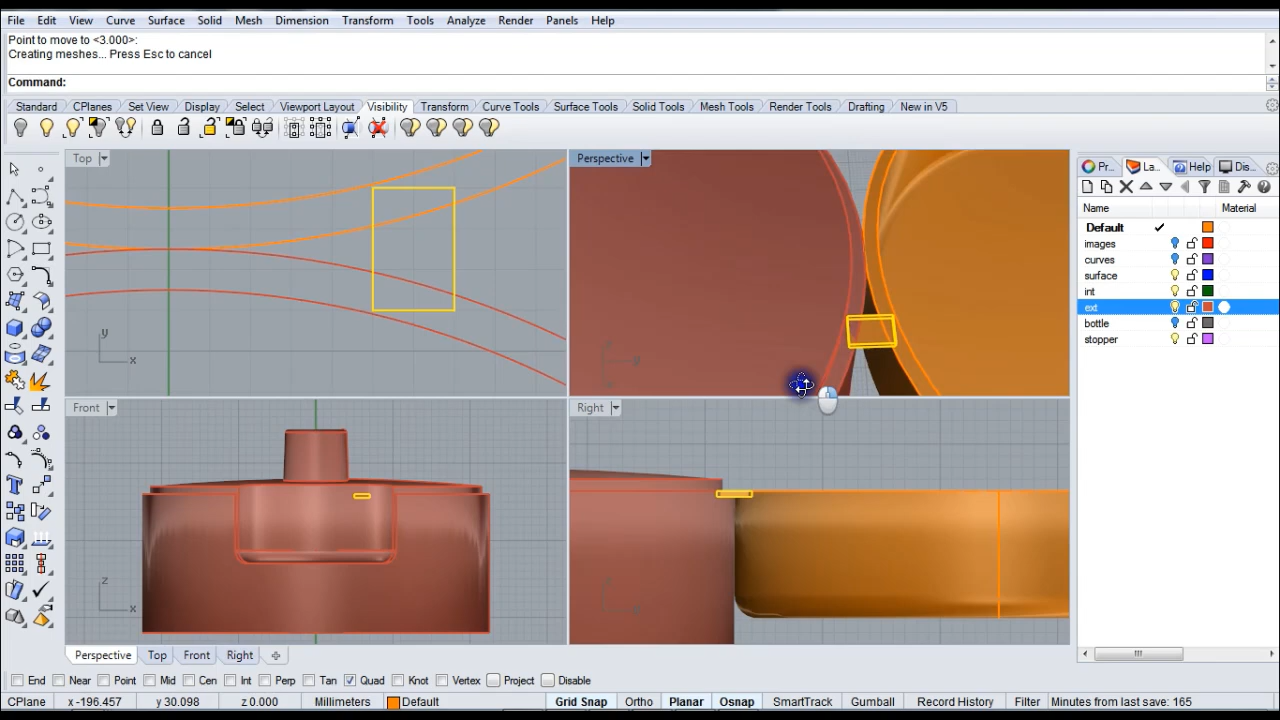 File Edit View Curve Surface Solid Mesh Dimension Transform Tools Analyze Render Panels Help
Point to move to <3.000>:
Creating meshes... Press Esc to cancel
Command:
Standard CPlanes Set View Display Select Viewport Layout Visibility Transform Curve Tools Surface Tools Solid Tools Mesh Tools Render Tools Drafting New in V5
Top Perspective Pr... La... Help Dis...
Name Material
Default
images
curves
surface
int
ext
bottle
stopper
y
x
Front Right
z
x
Perspective Top Front Right
End Near Point Mid Cen Int Perp Tan Quad Knot Vertex Project Disable
CPlane x -196.457 y 30.098 z 0.000 Millimeters Default Grid Snap Ortho Planar Osnap SmartTrack Gumball Record History Filter Minutes from last save: 165